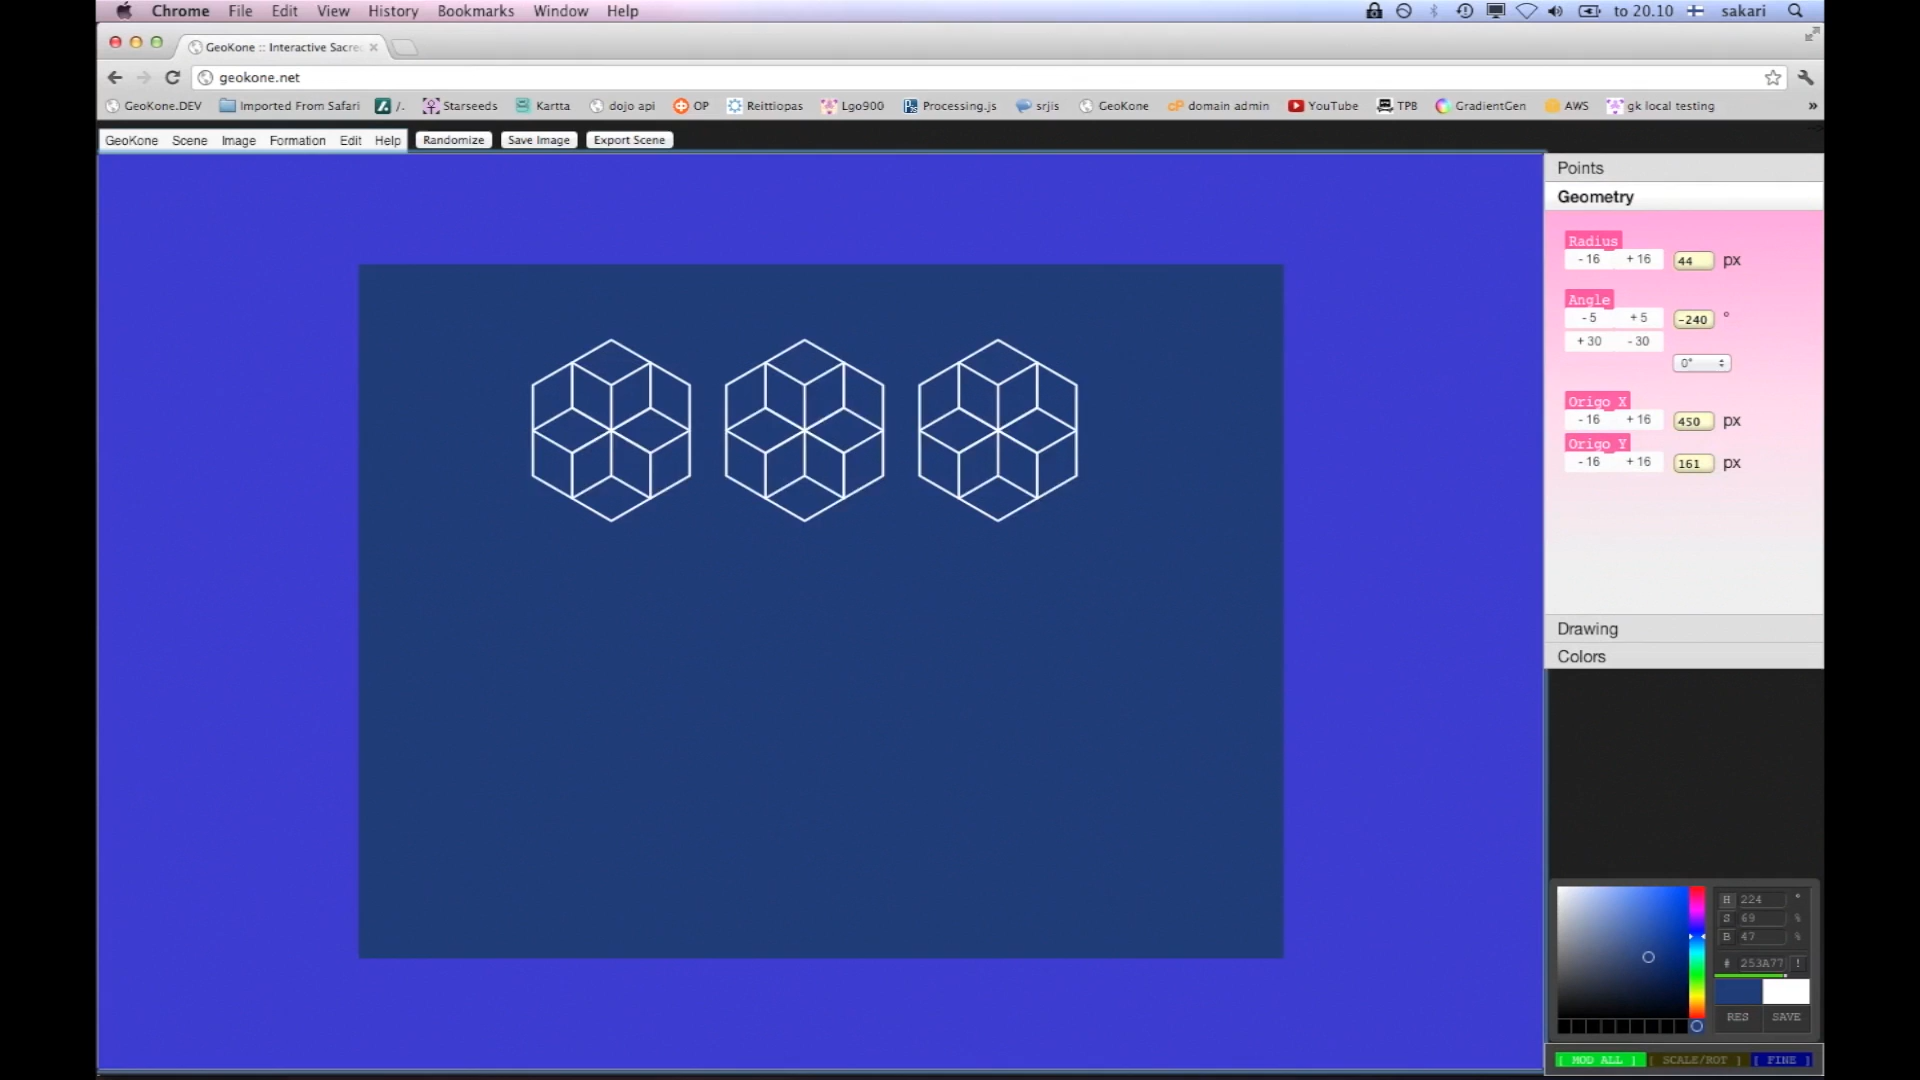 Chrome File Edit View History Bookmarks Window Help to 20.10 sakari
GeoKone :: Interactive Sacre
geokone.net
GeoKone.DEV Imported From Safari /. Starseeds Kartta dojo api OP Reittiopas Lgo900 Processing.js srjis GeoKone domain admin YouTube TPB GradientGen AWS gk local testing »
GeoKone Scene Image Formation Edit Help Randomize Save Image Export Scene
Points
Geometry
Radius
- 16 + 16 44 px
Angle
- 5 + 5 -240 °
+ 30 - 30
0°
Origo X
- 16 + 16 450 px
Origo Y
- 16 + 16 161 px
Drawing
Colors
H 224 °
S 69 %
B 47 %
# 253A77 !
RES SAVE
[ MOD ALL ] [ SCALE/ROT ] [ FINE ]